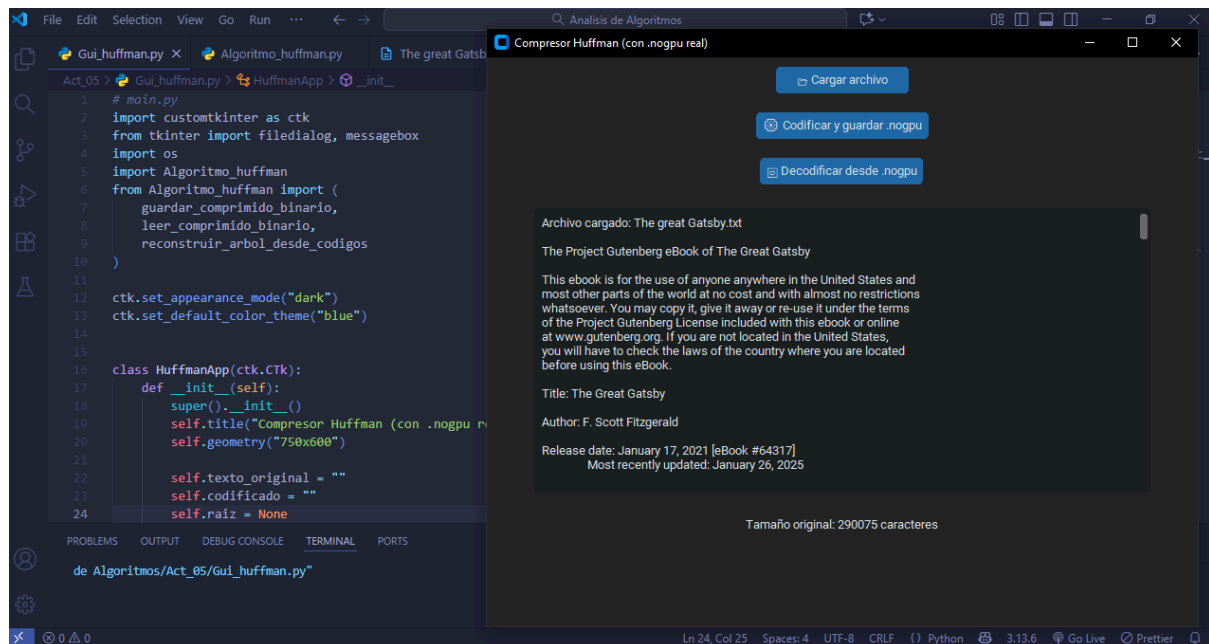 File Edit Selection View Go Run ...
Analisis de Algoritmos
Gui_huffman.py
Algoritmo_huffman.py
The great Gatsb
Act_05 > Gui_huffman.py > HuffmanApp > __init__
1 # main.py
2 import customtkinter as ctk
3 from tkinter import filedialog, messagebox
4 import os
5 import Algoritmo_huffman
6 from Algoritmo_huffman import (
7 guardar_comprimido_binario,
8 leer_comprimido_binario,
9 reconstruir_arbol_desde_codigos
10 )
11
12 ctk.set_appearance_mode("dark")
13 ctk.set_default_color_theme("blue")
14
15
16 class HuffmanApp(ctk.CTk):
17 def __init__(self):
18 super().__init__()
19 self.title("Compresor Huffman (con .nogpu re
20 self.geometry("750x600")
21
22 self.texto_original = ""
23 self.codificado = ""
24 self.raiz = None
PROBLEMS OUTPUT DEBUG CONSOLE TERMINAL PORTS
de Algoritmos/Act_05/Gui_huffman.py"
Compresor Huffman (con .nogpu real)
Cargar archivo
Codificar y guardar .nogpu
Decodificar desde .nogpu
Archivo cargado: The great Gatsby.txt
The Project Gutenberg eBook of The Great Gatsby
This ebook is for the use of anyone anywhere in the United States and
most other parts of the world at no cost and with almost no restrictions
whatsoever. You may copy it, give it away or re-use it under the terms
of the Project Gutenberg License included with this ebook or online
at www.gutenberg.org. If you are not located in the United States,
you will have to check the laws of the country where you are located
before using this eBook.
Title: The Great Gatsby
Author: F. Scott Fitzgerald
Release date: January 17, 2021 [eBook #64317]
Most recently updated: January 26, 2025
Tamaño original: 290075 caracteres
0 0 Ln 24, Col 25 Spaces: 4 UTF-8 CRLF {} Python 3.13.6 Go Live Prettier